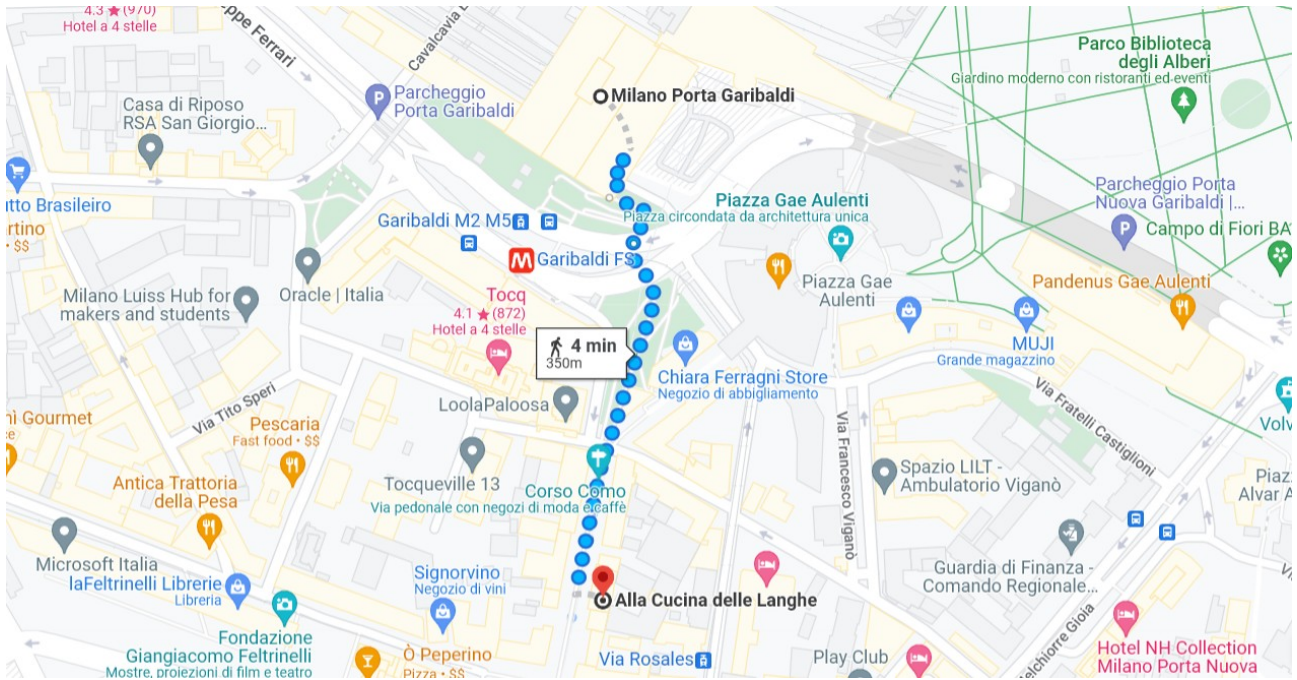 4.3 ★ (970)
Hotel a 4 stelle
Cavalcavia
Ferrari
Parco Biblioteca
degli Alberi
Giardino moderno con ristoranti ed eventi
Casa di Riposo
RSA San Giorgio...
Parcheggio
Porta Garibaldi
Milano Porta Garibaldi
Brasileiro
Garibaldi M2 M5
Garibaldi FS
Piazza Gae Aulenti
Piazza circondata da architettura unica
Parcheggio Porta
Nuova Garibaldi |...
Campo di Fiori
Piazza Gae
Aulenti
Pandenus Gae Aulenti
Milano Luiss Hub for
makers and students
Oracle | Italia
Tocq
4.1 ★ (872)
Hotel a 4 stelle
4 min
350m
MUJI
Grande magazzino
Chiara Ferragni Store
Negozio di abbigliamento
LoolaPaloosa
Via Tito Speri
Gourmet
Pescaria
Fast food • $$
Via Fratelli Castiglioni
Via Francesco Viganò
Antica Trattoria
della Pesa
Tocqueville 13
Corso Como
Via pedonale con negozi di moda e caffè
Spazio LILT -
Ambulatorio Viganò
Alvar
Microsoft Italia
laFeltrinelli Librerie
Libreria
Signorvino
Negozio di vini
Guardia di Finanza -
Comando Regionale...
Alla Cucina delle Langhe
Fondazione
Giangiacomo Feltrinelli
Mostre, proiezioni di film e teatro
Ò Peperino
Pizza • $$
Via Rosales
Play Club
Gioia
Hotel NH Collection
Milano Porta Nuova